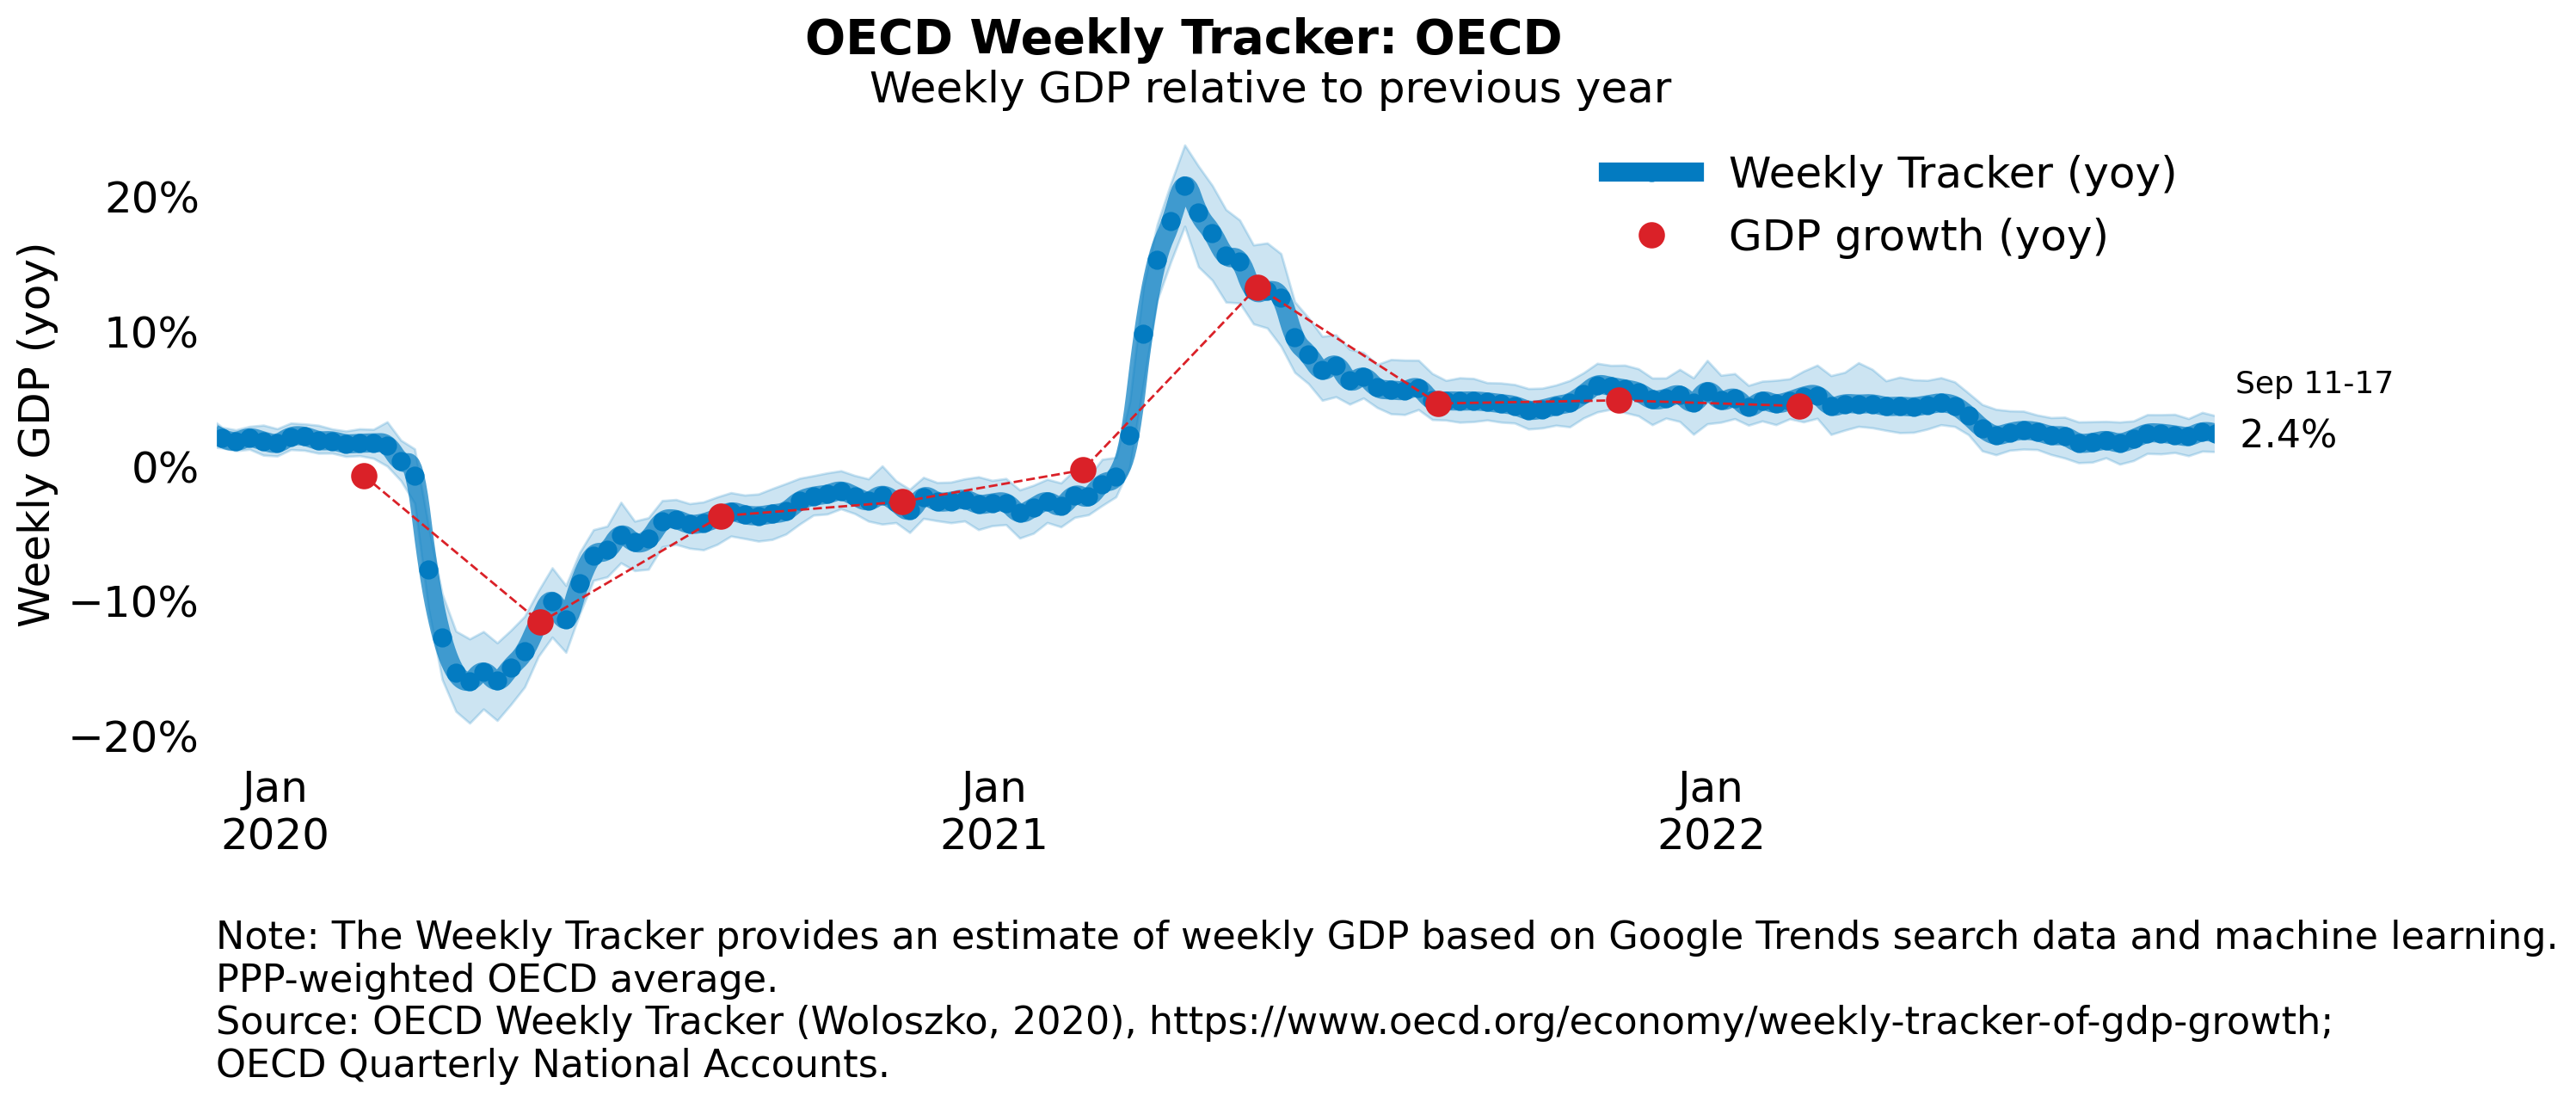 OECD Weekly Tracker: OECD
Weekly GDP relative to previous year
Weekly Tracker (yoy)
GDP growth (yoy)
Weekly GDP (yoy)
20%
10%
0%
−10%
−20%
Sep 11-17
2.4%
Jan
2020
Jan
2021
Jan
2022
Note: The Weekly Tracker provides an estimate of weekly GDP based on Google Trends search data and machine learning.
PPP-weighted OECD average.
Source: OECD Weekly Tracker (Woloszko, 2020), https://www.oecd.org/economy/weekly-tracker-of-gdp-growth;
OECD Quarterly National Accounts.